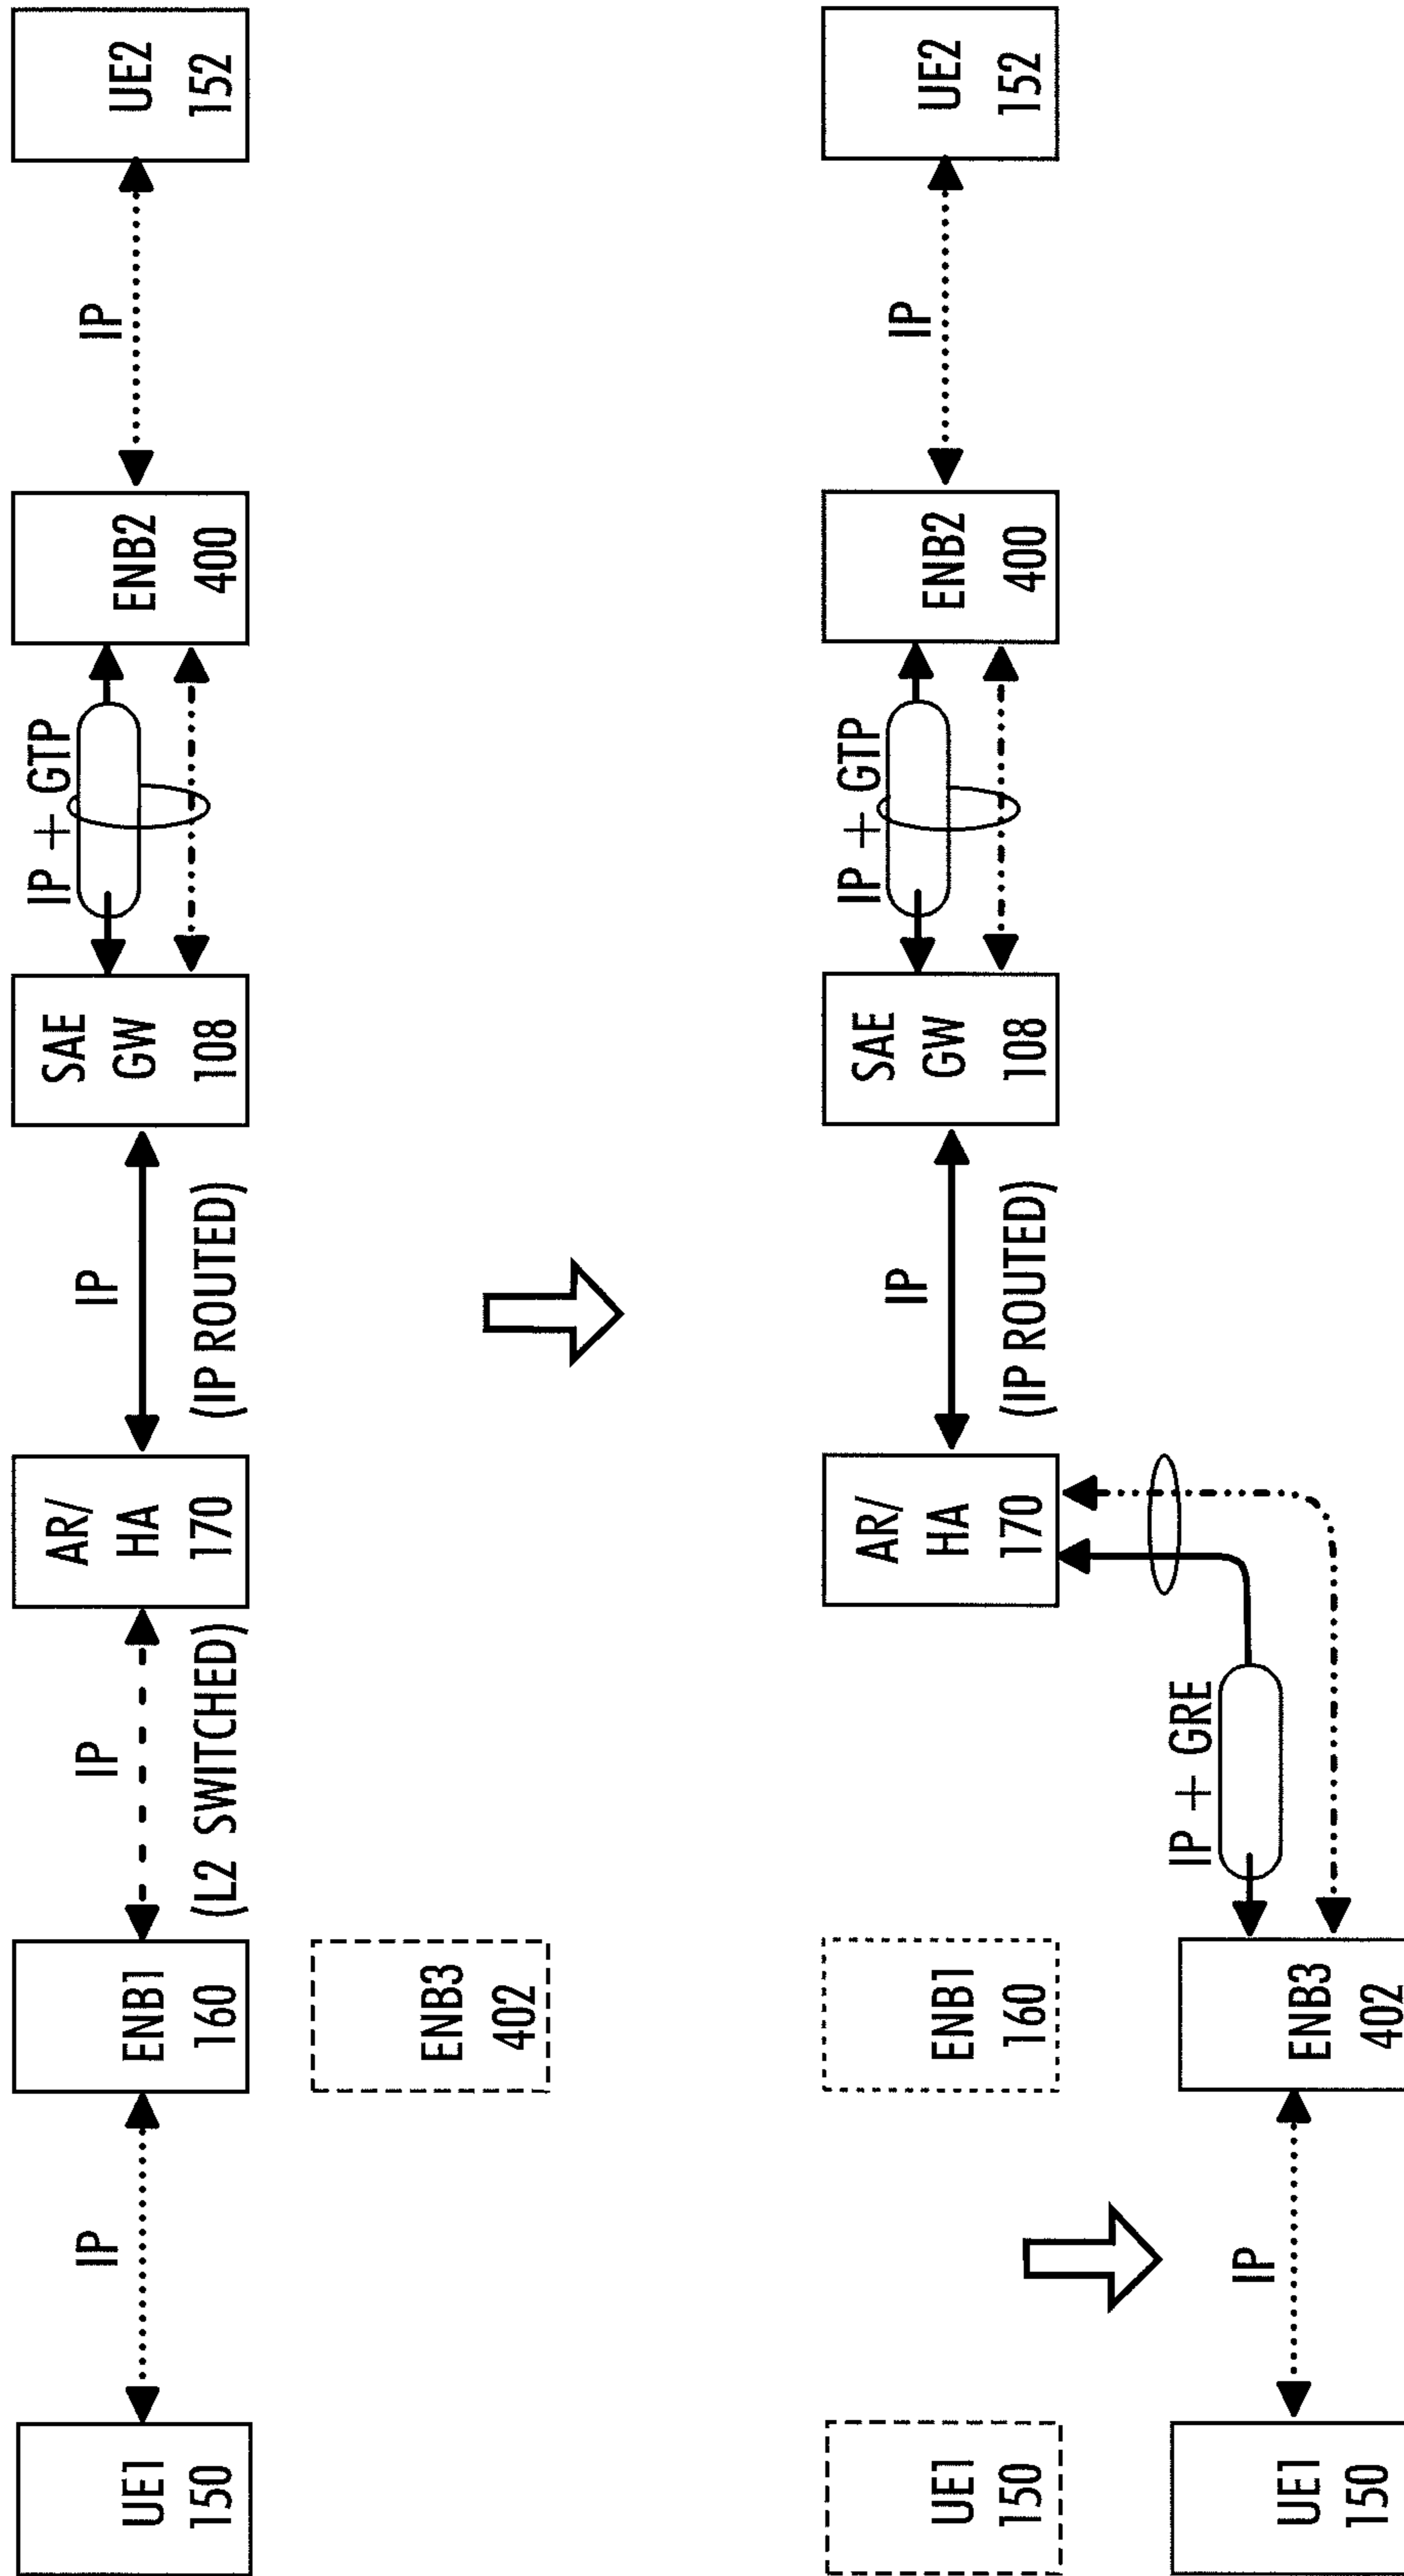 UE1
150
IP
ENB1
160
IP
(L2 SWITCHED)
AR/
HA
170
IP
(IP ROUTED)
SAE
GW
108
IP + GTP
ENB2
400
IP
UE2
152
ENB3
402
UE1
150
ENB1
160
AR/
HA
170
IP
(IP ROUTED)
SAE
GW
108
IP + GTP
ENB2
400
IP
UE2
152
UE1
150
IP
ENB3
402
IP + GRE